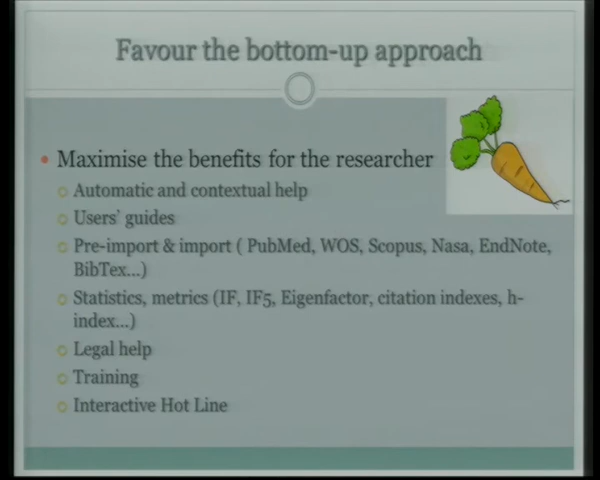 Favour the bottom-up approach
Maximise the benefits for the researcher
Automatic and contextual help
Users' guides
Pre-import & import ( PubMed, WOS, Scopus, Nasa, EndNote,
BibTex...)
Statistics, metrics (IF, IF5, Eigenfactor, citation indexes, h-
index...)
Legal help
Training
Interactive Hot Line